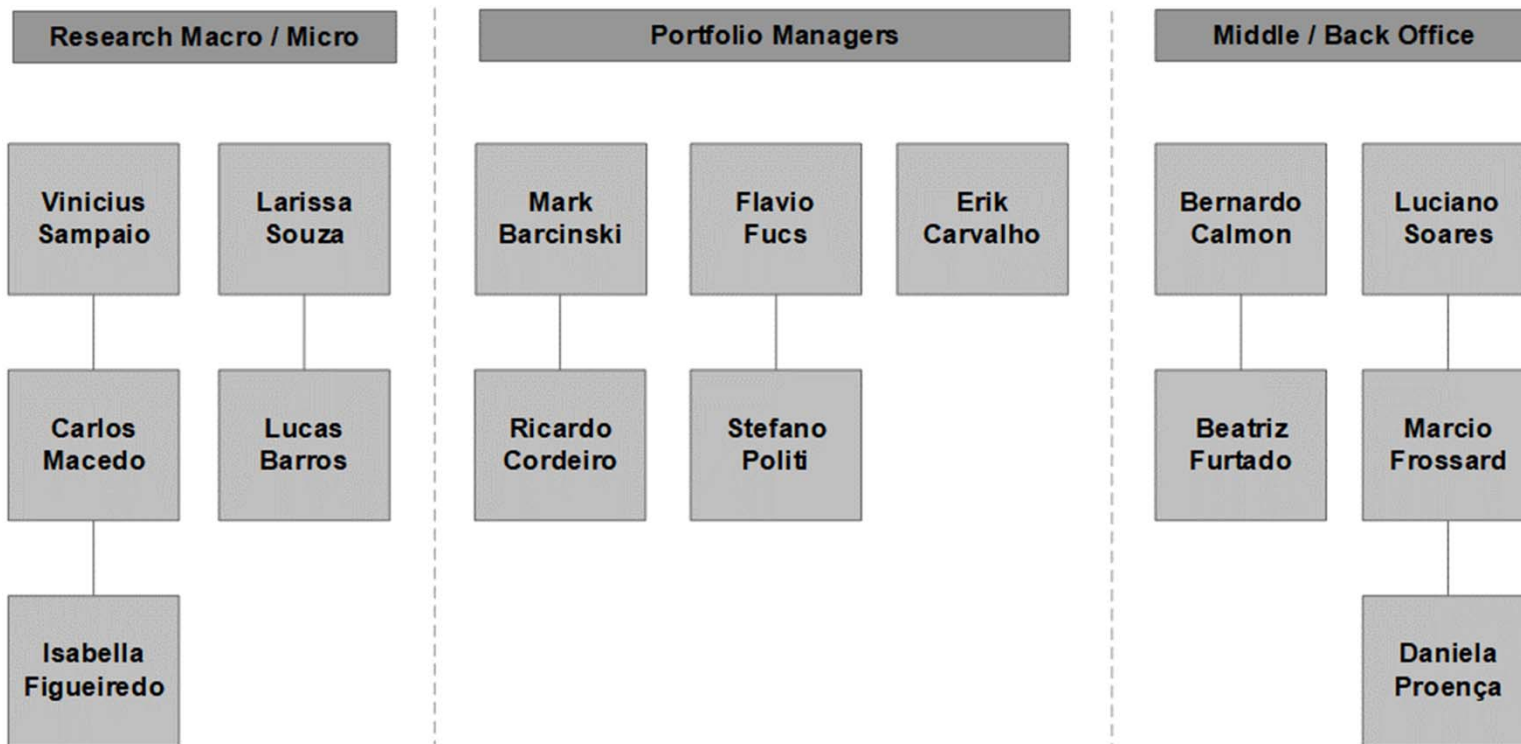 Research Macro / Micro
Portfolio Managers
Middle / Back Office
Vinicius
Sampaio
Larissa
Souza
Mark
Barcinski
Flavio
Fucs
Erik
Carvalho
Bernardo
Calmon
Luciano
Soares
Carlos
Macedo
Lucas
Barros
Ricardo
Cordeiro
Stefano
Politi
Beatriz
Furtado
Marcio
Frossard
Isabella
Figueiredo
Daniela
Proença